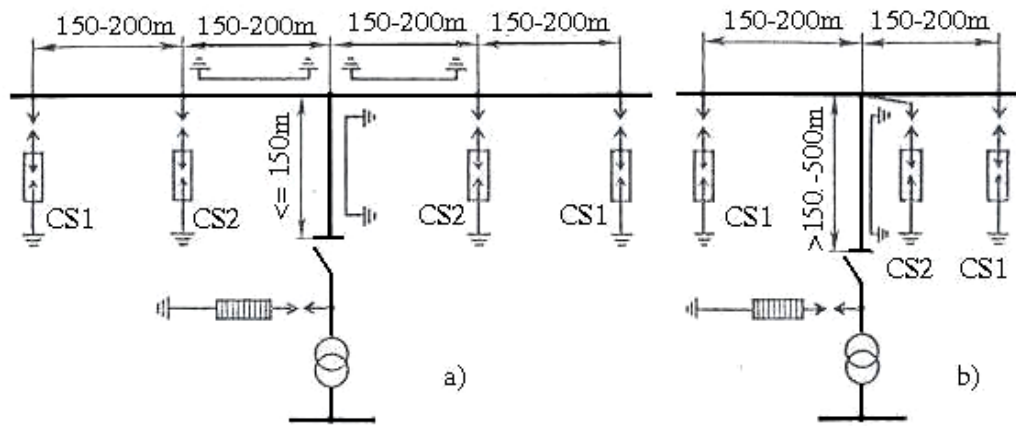 150-200m 150-200m 150-200m 150-200m 150-200m 150-200m
<= 150m
>150.-500m
CS1 CS2 CS2 CS1 CS1
CS2 CS1
a) b)